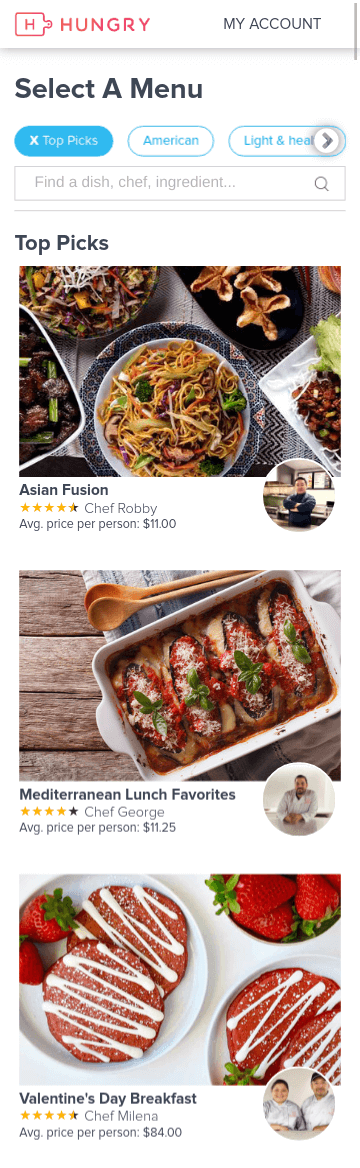 H HUNGRY
MY ACCOUNT
Select A Menu
X Top Picks
American
Light & heal
Find a dish, chef, ingredient...
Top Picks
Asian Fusion
Chef Robby
Avg. price per person: $11.00
Mediterranean Lunch Favorites
Chef George
Avg. price per person: $11.25
Valentine's Day Breakfast
Chef Milena
Avg. price per person: $84.00